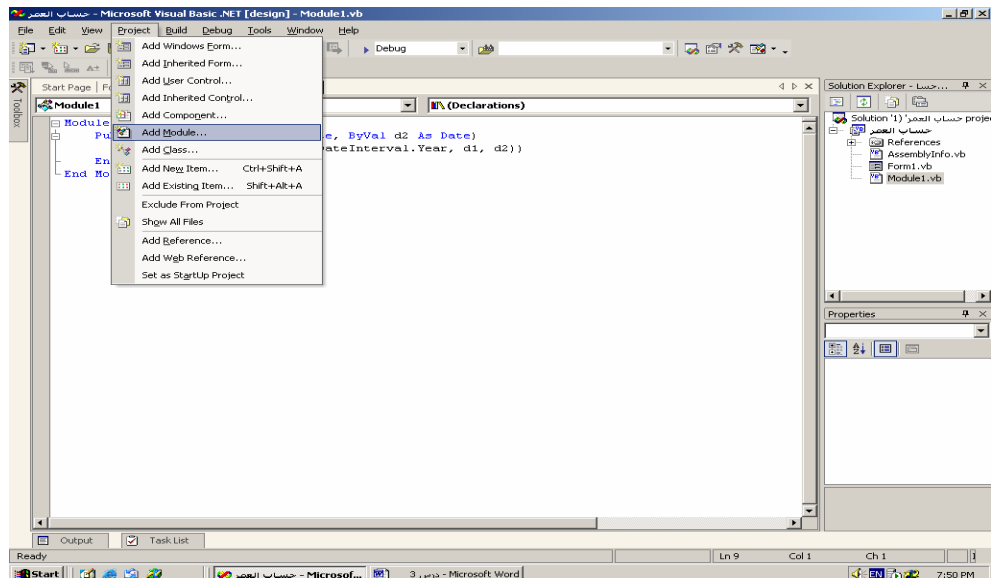 حساب العمر - Microsoft Visual Basic .NET [design] - Module1.vb
File Edit View Project Build Debug Tools Window Help
Debug
Start Page
Module1
(Declarations)
Toolbox
Module
, ByVal d2 As Date)
DateInterval.Year, d1, d2))
Add Windows Form...
Add Inherited Form...
Add User Control...
Add Inherited Control...
Add Component...
Add Module...
Add Class...
Add New Item... Ctrl+Shift+A
Add Existing Item... Shift+Alt+A
Exclude From Project
Show All Files
Add Reference...
Add Web Reference...
Set as StartUp Project
Solution Explorer - حسا...
Solution 'حساب العمر' (1 proje
حساب العمر
References
AssemblyInfo.vb
Form1.vb
Module1.vb
Properties
Output Task List
Ready Ln 9 Col 1 Ch 1
Start حساب العمر - Microsof... درس 3 - Microsoft Word EN 7:50 PM